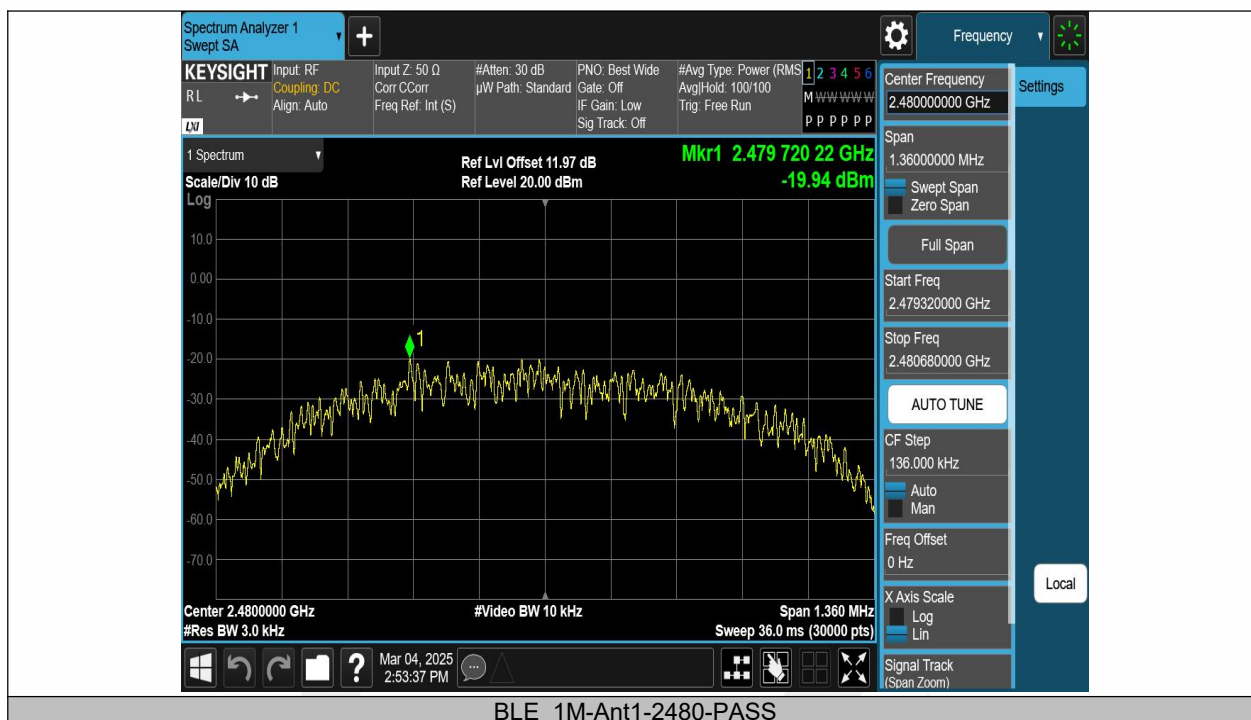 Spectrum Analyzer 1
Swept SA
+
Frequency
KEYSIGHT
RL
LXI
Input: RF
Coupling: DC
Align: Auto
Input Z: 50 Ω
Corr CCorr
Freq Ref: Int (S)
#Atten: 30 dB
µW Path: Standard
PNO: Best Wide
Gate: Off
IF Gain: Low
Sig Track: Off
#Avg Type: Power (RMS
Avg|Hold: 100/100
Trig: Free Run
1 2 3 4 5 6
M W W W W W
P P P P P P
Center Frequency
2.480000000 GHz
Settings
Span
1.36000000 MHz
Swept Span
Zero Span
Full Span
Start Freq
2.479320000 GHz
Stop Freq
2.480680000 GHz
AUTO TUNE
CF Step
136.000 kHz
Auto
Man
Freq Offset
0 Hz
X Axis Scale
Log
Lin
Signal Track
(Span Zoom)
Local
1 Spectrum
Scale/Div 10 dB
Log
Ref Lvl Offset 11.97 dB
Ref Level 20.00 dBm
Mkr1 2.479 720 22 GHz
-19.94 dBm
10.0
0.00
-10.0
-20.0
-30.0
-40.0
-50.0
-60.0
-70.0
1
Center 2.4800000 GHz
#Res BW 3.0 kHz
#Video BW 10 kHz
Span 1.360 MHz
Sweep 36.0 ms (30000 pts)
?
Mar 04, 2025
2:53:37 PM
BLE_1M-Ant1-2480-PASS